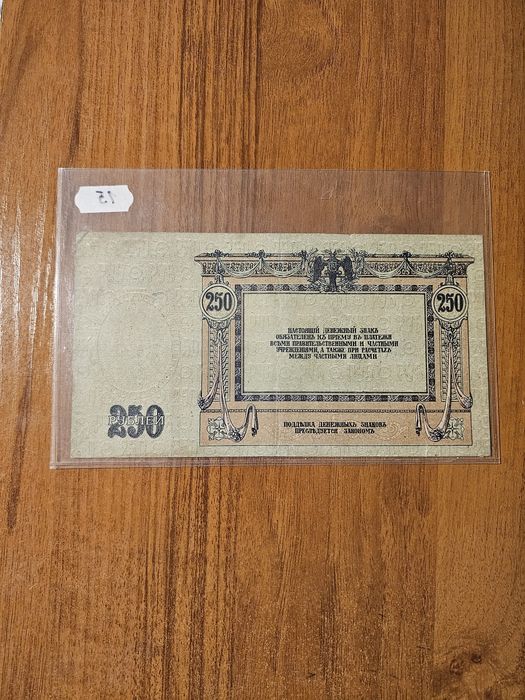 250
250
НАСТОЯЩІЙ ДЕНЕЖНЫЙ ЗНАКЪ
ОБЯЗАТЕЛЕНЪ КЪ ПРІЕМУ ВЪ ПЛАТЕЖИ
ВСѢМИ ПРАВИТЕЛЬСТВЕННЫМИ И ЧАСТНЫМИ
УЧРЕЖДЕНІЯМИ, А ТАКЖЕ ПРИ РАСЧЕТАХЪ
МЕЖДУ ЧАСТНЫМИ ЛИЦАМИ
250
РУБЛЕЙ
ПОДДѢЛКА ДЕНЕЖНЫХЪ ЗНАКОВЪ
ПРЕСЛѢДУЕТСЯ ЗАКОНОМЪ